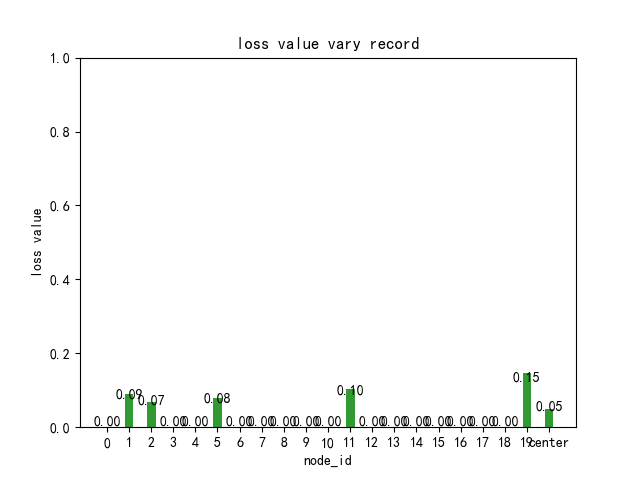 loss value vary record
1.0
0.8
0.6
0.4
0.2
0.0
loss value
0.00 0.09 0.07 0.00 0.00 0.08 0.00 0.00 0.00 0.00 0.00 0.10 0.00 0.00 0.00 0.00 0.00 0.00 0.00 0.15 0.05
0 1 2 3 4 5 6 7 8 9 10 11 12 13 14 15 16 17 18 19 center
node_id